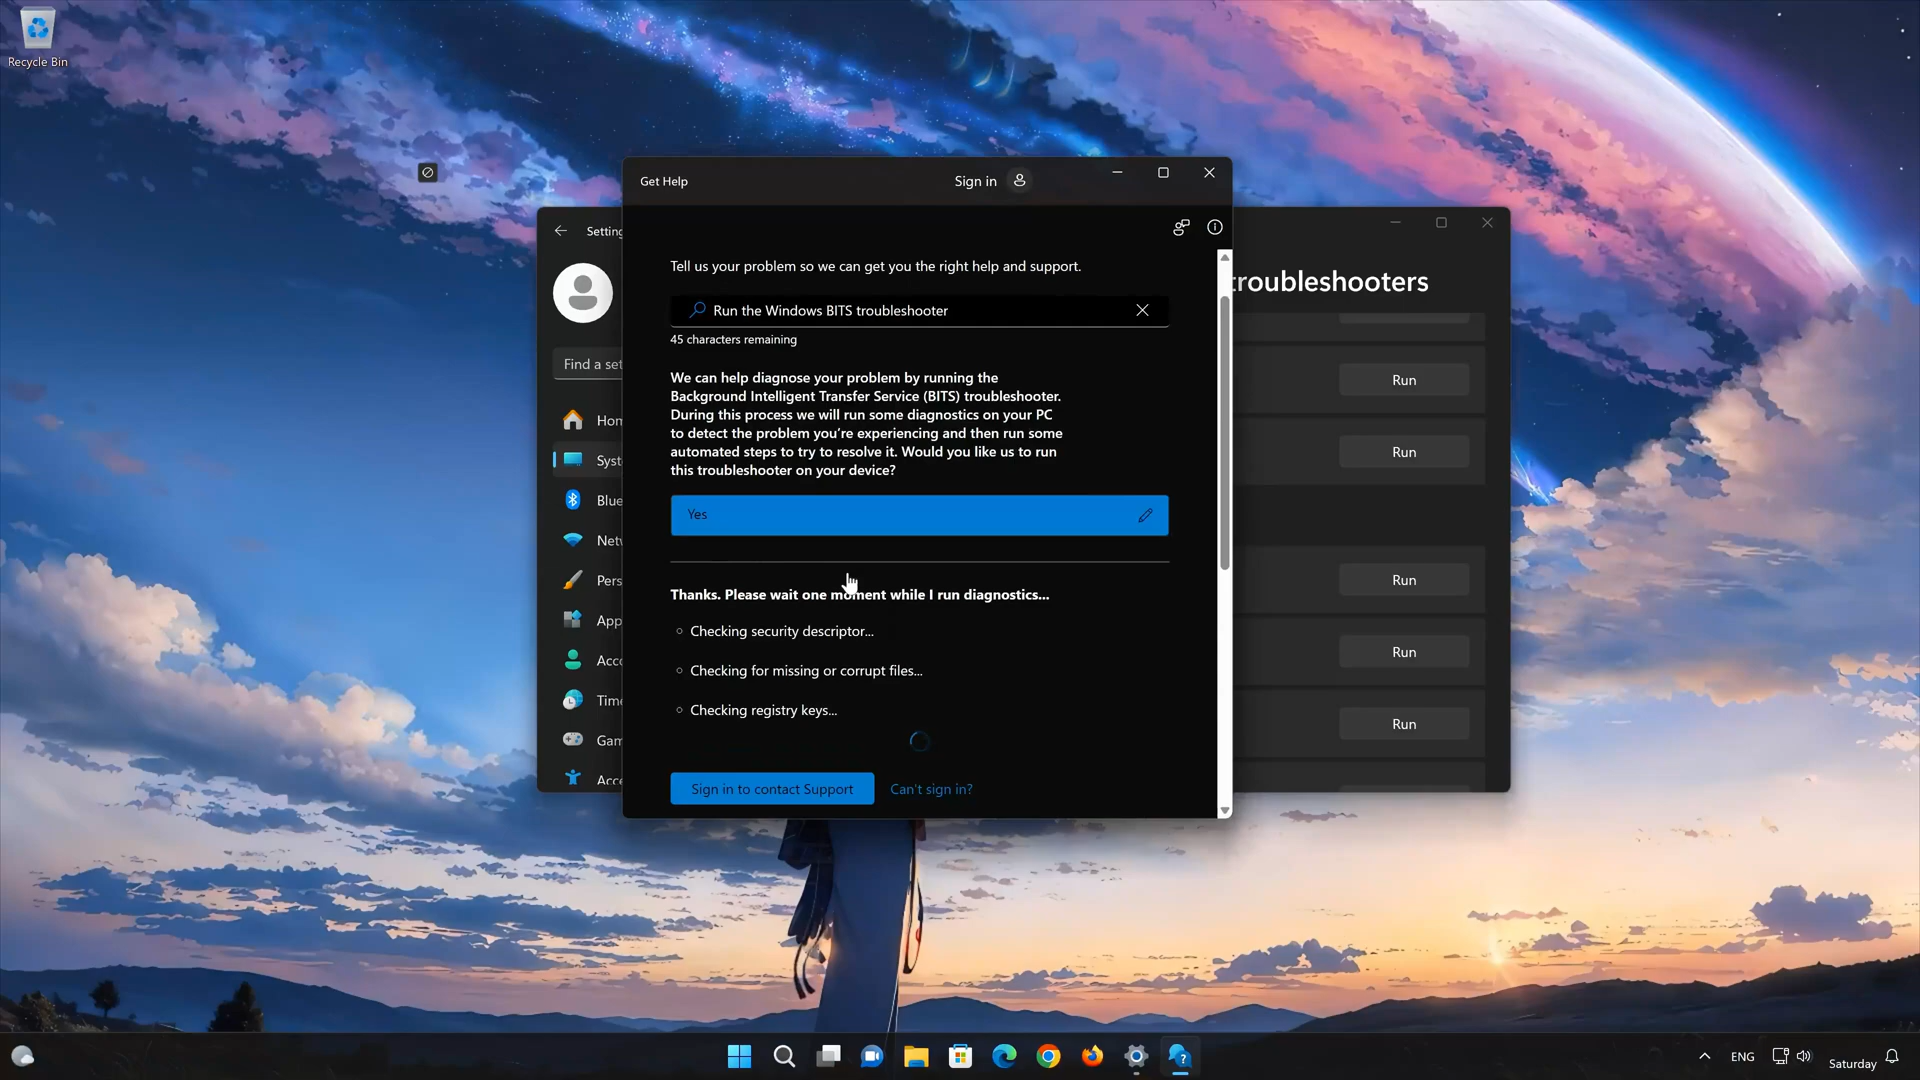 Recycle Bin
Get Help
Sign in
Tell us your problem so we can get you the right help and support.
Run the Windows BITS troubleshooter
45 characters remaining
We can help diagnose your problem by running the
Background Intelligent Transfer Service (BITS) troubleshooter.
During this process we will run some diagnostics on your PC
to detect the problem you're experiencing and then run some
automated steps to try to resolve it. Would you like us to run
this troubleshooter on your device?
Yes
Thanks. Please wait one moment while I run diagnostics...
Checking security descriptor...
Checking for missing or corrupt files...
Checking registry keys...
Sign in to contact Support
Can't sign in?
Setting
Find a set
Hom
Syst
Blue
Netw
Pers
App
Acco
Time
Gam
Acce
troubleshooters
Run
Run
Run
Run
Run
ENG
Saturday